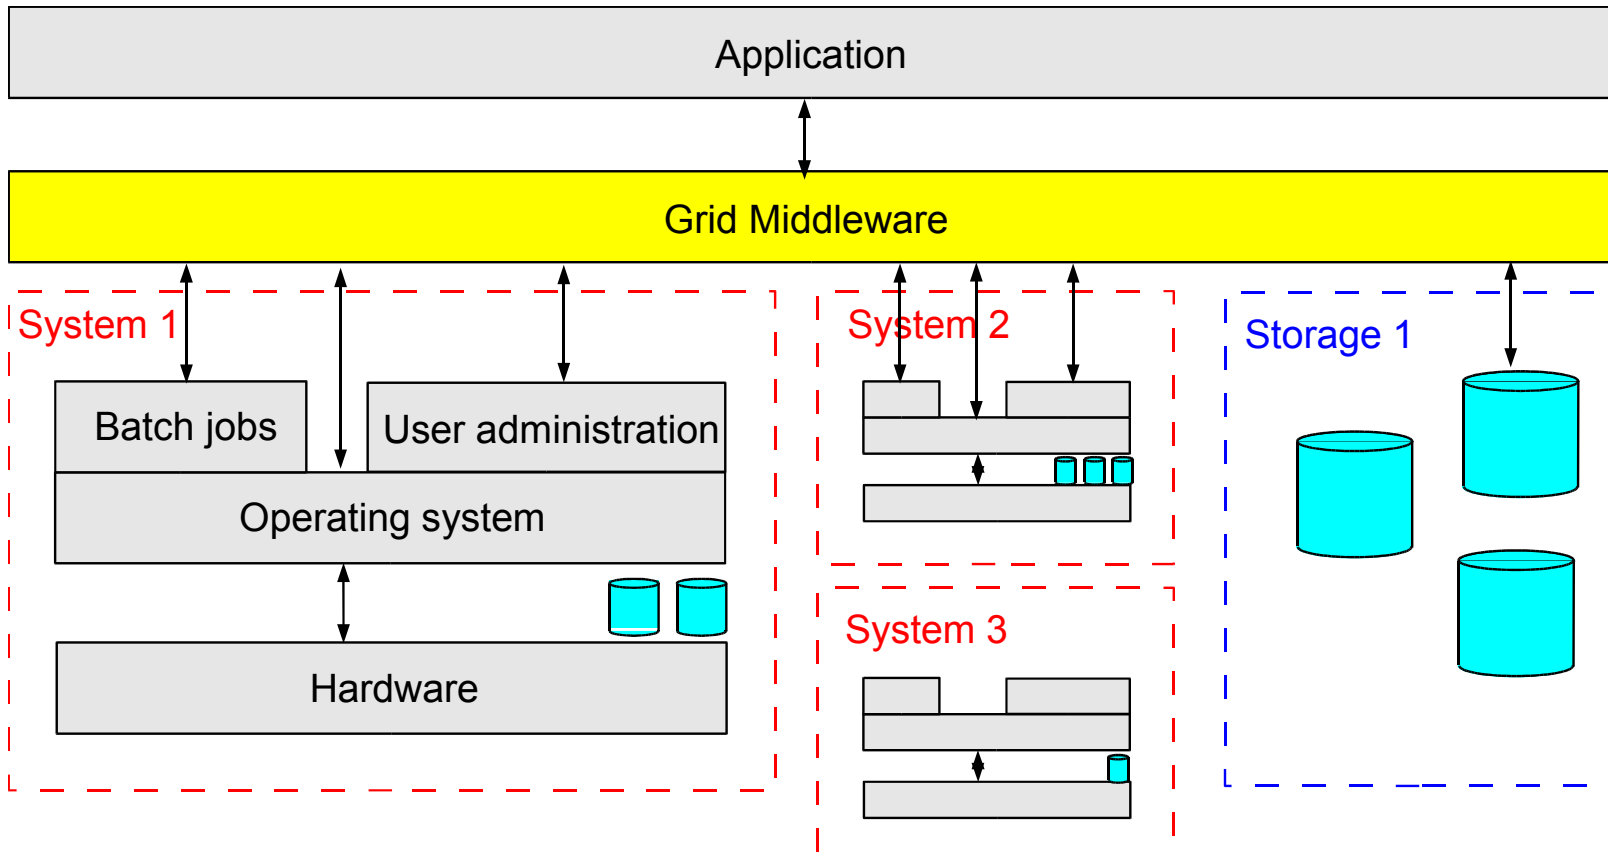 Application
Grid Middleware
System 1
System 2
Storage 1
Batch jobs
User administration
Operating system
System 3
Hardware